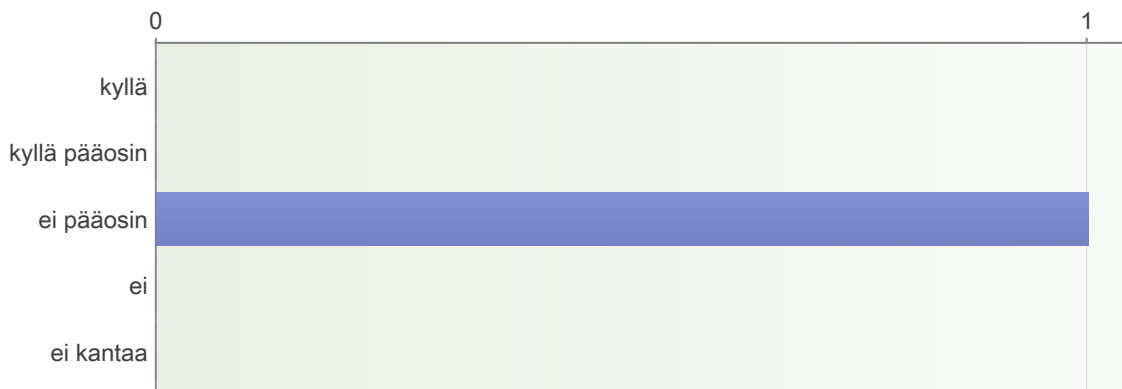 0 1
kyllä
kyllä pääosin
ei pääosin
ei
ei kantaa